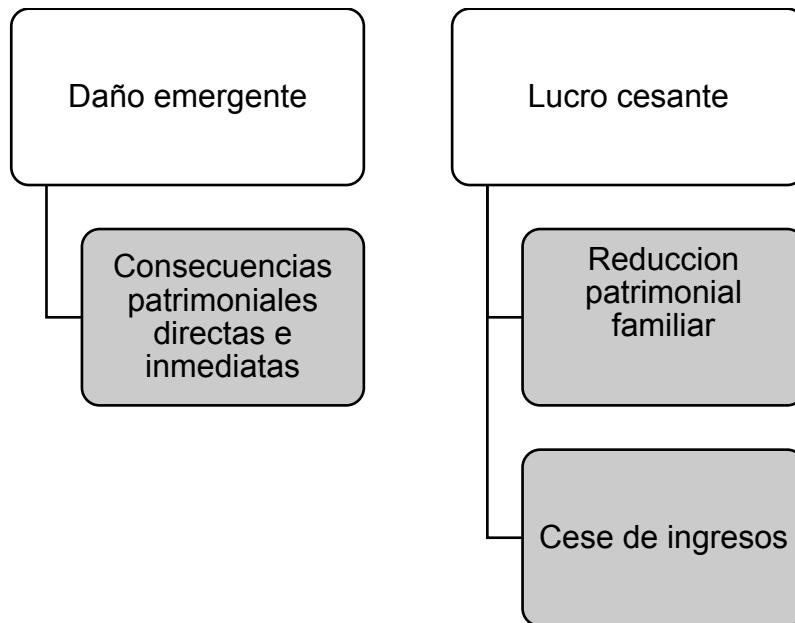 Daño emergente
Consecuencias
patrimoniales
directas e
inmediatas
Lucro cesante
Reduccion
patrimonial
familiar
Cese de ingresos